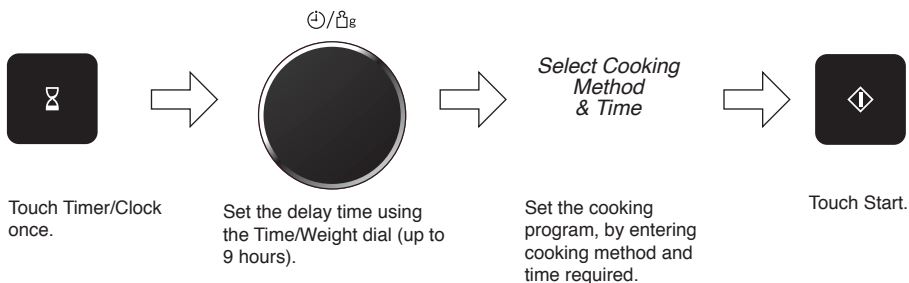 / g
Select Cooking
Method
& Time
Touch Timer/Clock
once.
Set the delay time using
the Time/Weight dial (up to
9 hours).
Set the cooking
program, by entering
cooking method and
time required.
Touch Start.